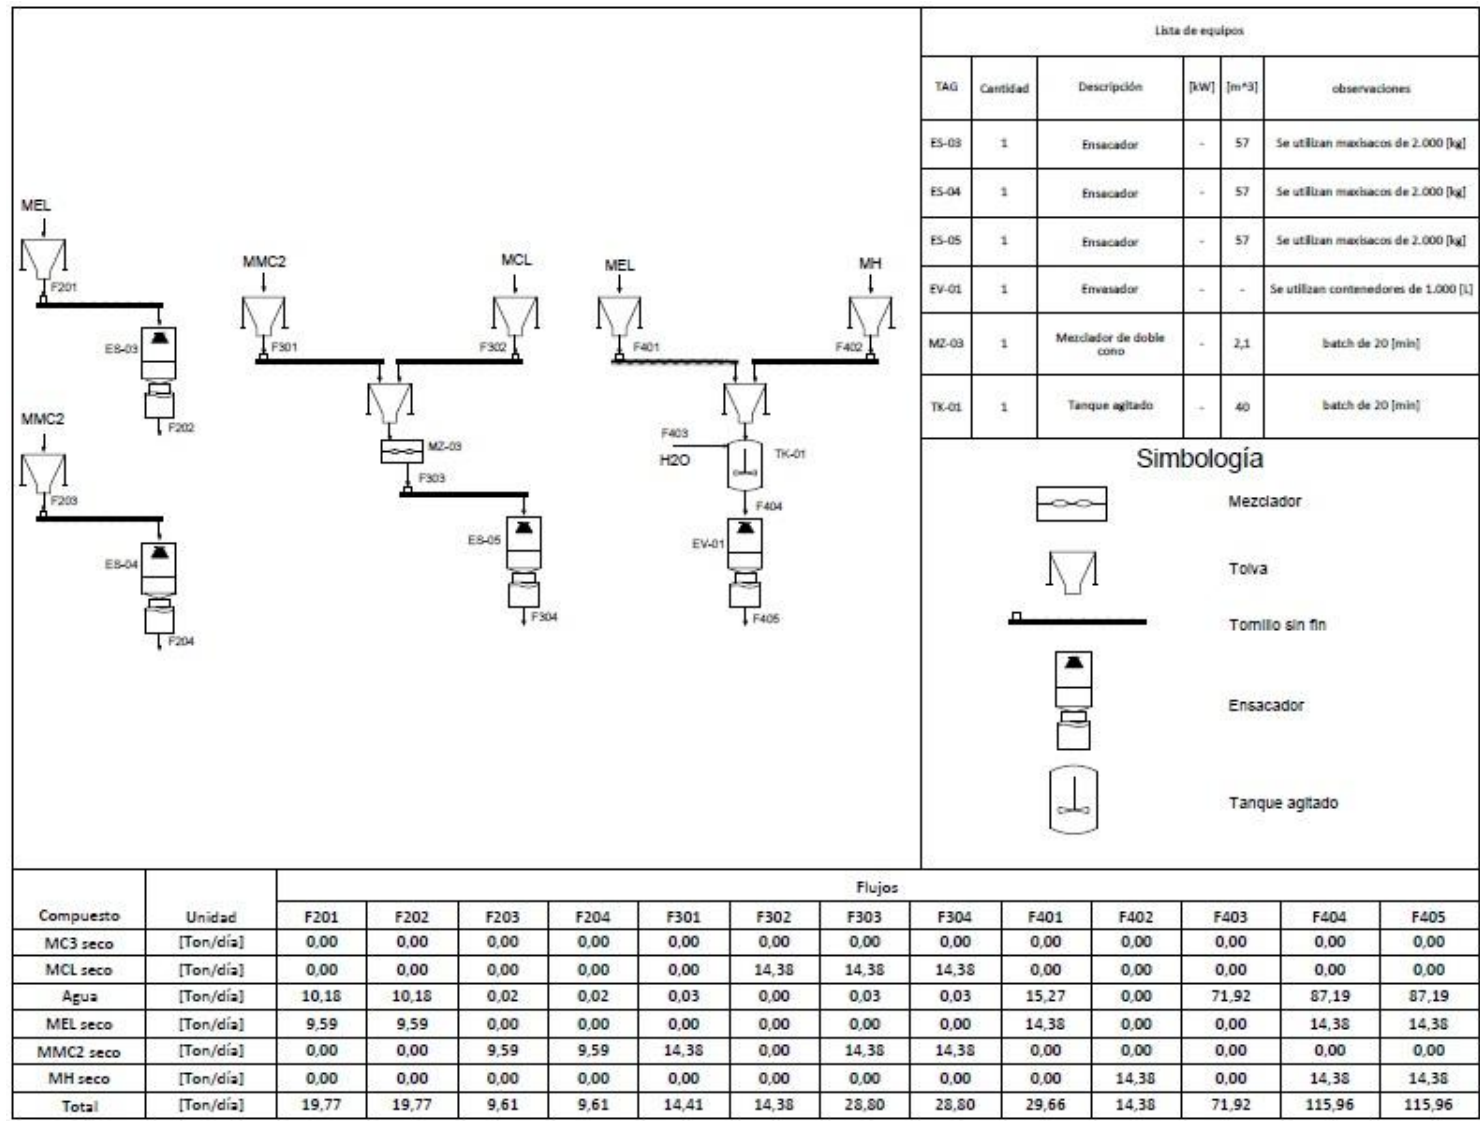 Lista de equipos
TAG Cantidad Descripción [kW] [m^3] observaciones
ES-03 1 Ensacador - 57 Se utilizan maxisacos de 2.000 [kg]
ES-04 1 Ensacador - 57 Se utilizan maxisacos de 2.000 [kg]
ES-05 1 Ensacador - 57 Se utilizan maxisacos de 2.000 [kg]
EV-01 1 Envasador - - Se utilizan contenedores de 1.000 [L]
MZ-03 1 Mezclador de doble cono - 2,1 batch de 20 [min]
TK-01 1 Tanque agitado - 40 batch de 20 [min]
MEL
F201
ES-03
F202
MMC2
F203
ES-04
F204
MMC2
MCL
F301
F302
MZ-03
F303
ES-05
F304
MEL
MH
F401
F402
F403
H2O
TK-01
F404
EV-01
F405
Simbología
Mezclador
Tolva
Tornillo sin fin
Ensacador
Tanque agitado
Flujos
Compuesto Unidad F201 F202 F203 F204 F301 F302 F303 F304 F401 F402 F403 F404 F405
MC3 seco [Ton/día] 0,00 0,00 0,00 0,00 0,00 0,00 0,00 0,00 0,00 0,00 0,00 0,00 0,00
MCL seco [Ton/día] 0,00 0,00 0,00 0,00 0,00 14,38 14,38 14,38 0,00 0,00 0,00 0,00 0,00
Agua [Ton/día] 10,18 10,18 0,02 0,02 0,03 0,00 0,03 0,03 15,27 0,00 71,92 87,19 87,19
MEL seco [Ton/día] 9,59 9,59 0,00 0,00 0,00 0,00 0,00 0,00 14,38 0,00 0,00 14,38 14,38
MMC2 seco [Ton/día] 0,00 0,00 9,59 9,59 14,38 0,00 14,38 14,38 0,00 0,00 0,00 0,00 0,00
MH seco [Ton/día] 0,00 0,00 0,00 0,00 0,00 0,00 0,00 0,00 0,00 14,38 0,00 14,38 14,38
Total [Ton/día] 19,77 19,77 9,61 9,61 14,41 14,38 28,80 28,80 29,66 14,38 71,92 115,96 115,96